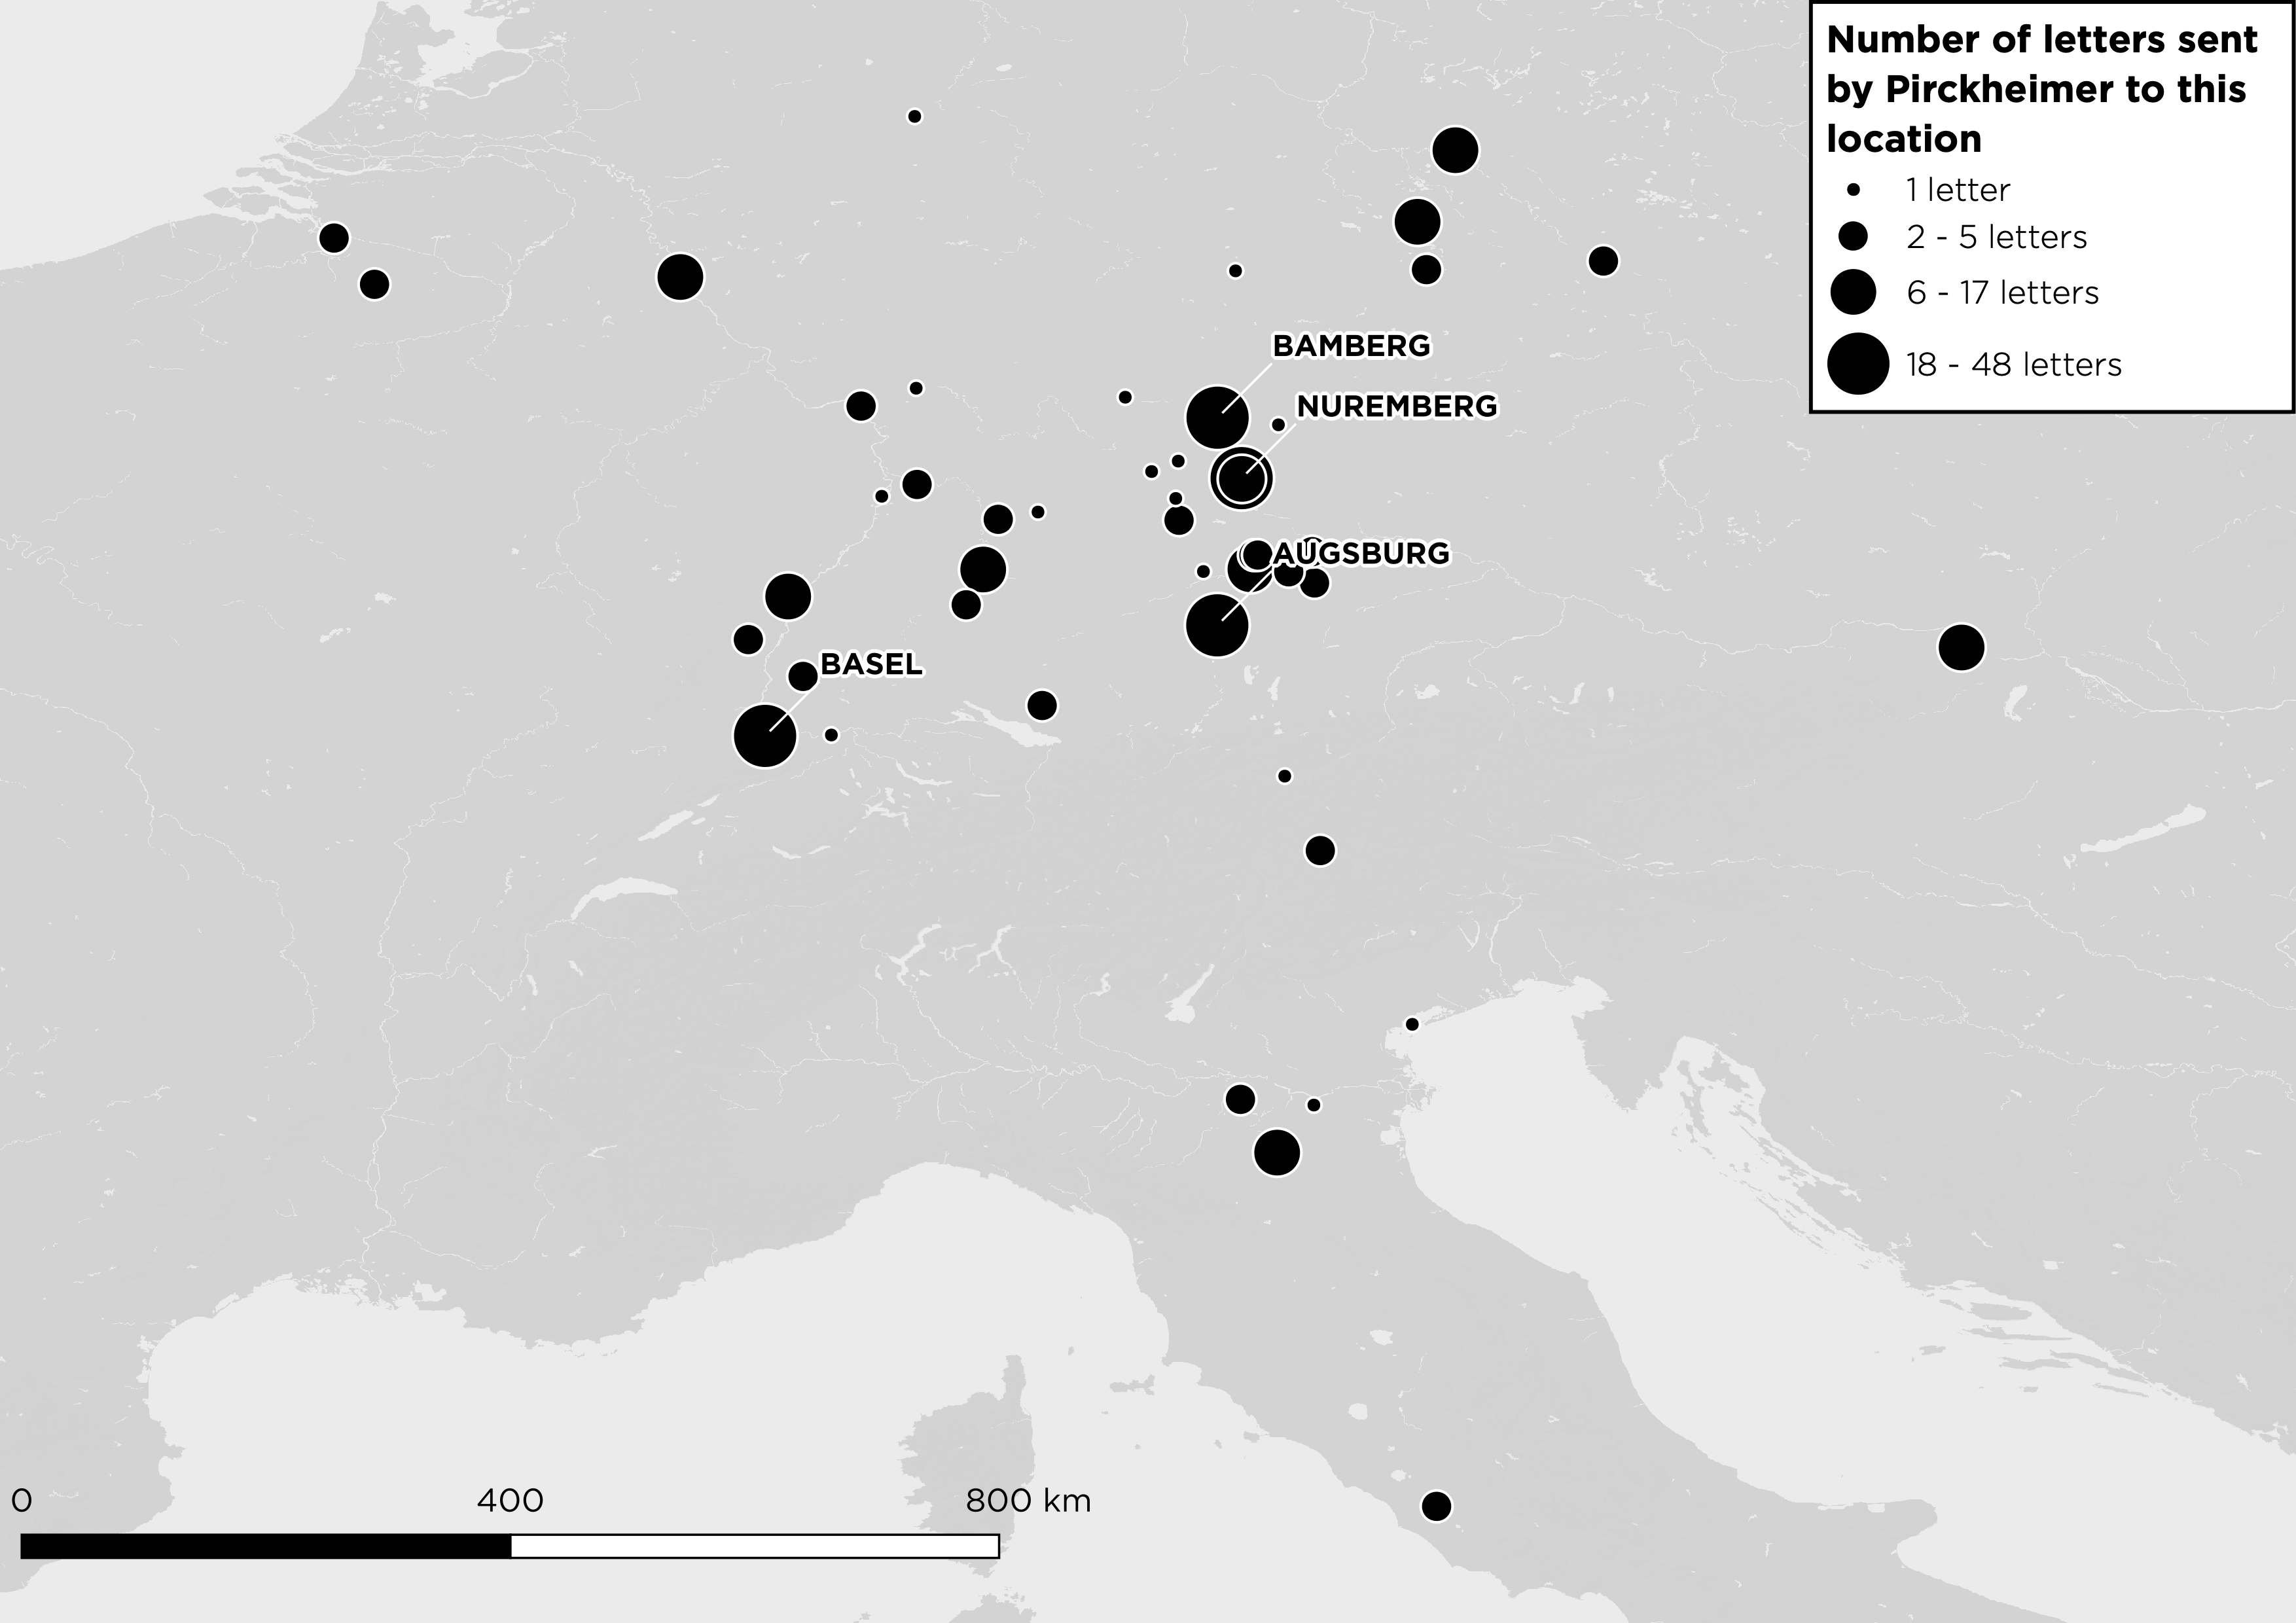 Number of letters sent
by Pirckheimer to this
location
1 letter
2 - 5 letters
6 - 17 letters
18 - 48 letters
BAMBERG
NUREMBERG
AUGSBURG
BASEL
0 400 800 km